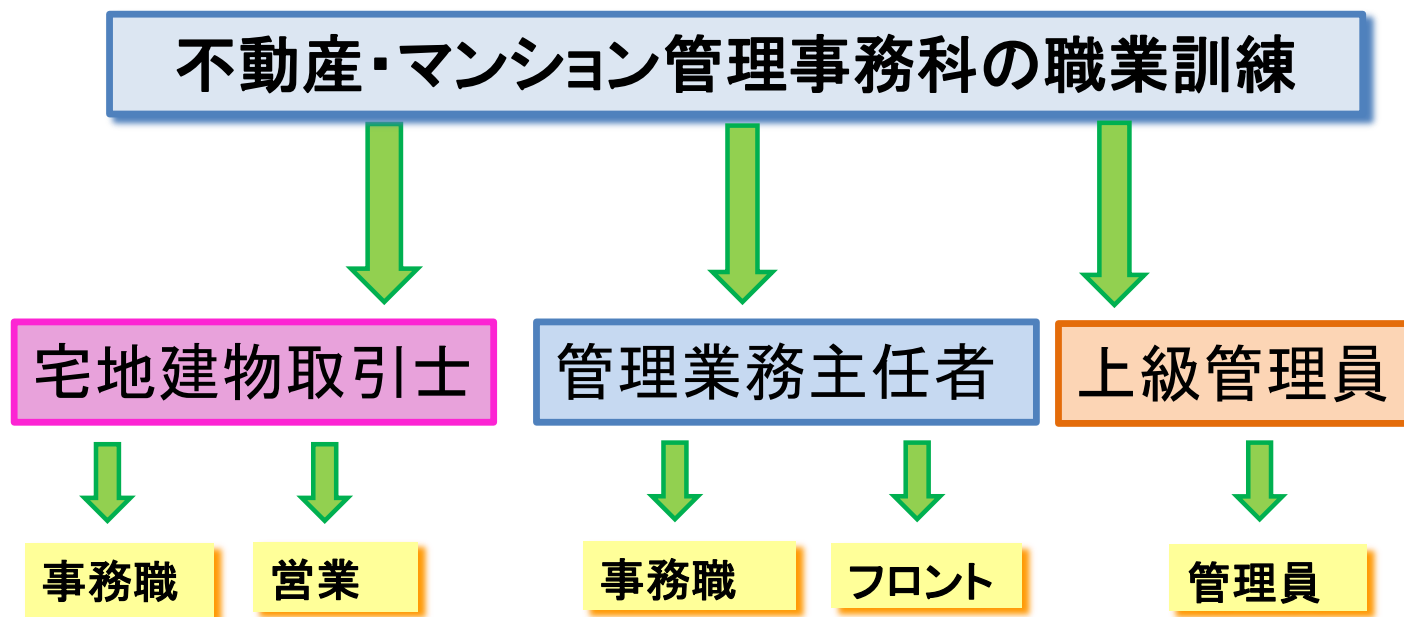 不動産・マンション管理事務科の職業訓練
宅地建物取引士
管理業務主任者
上級管理員
事務職
営業
事務職
フロント
管理員